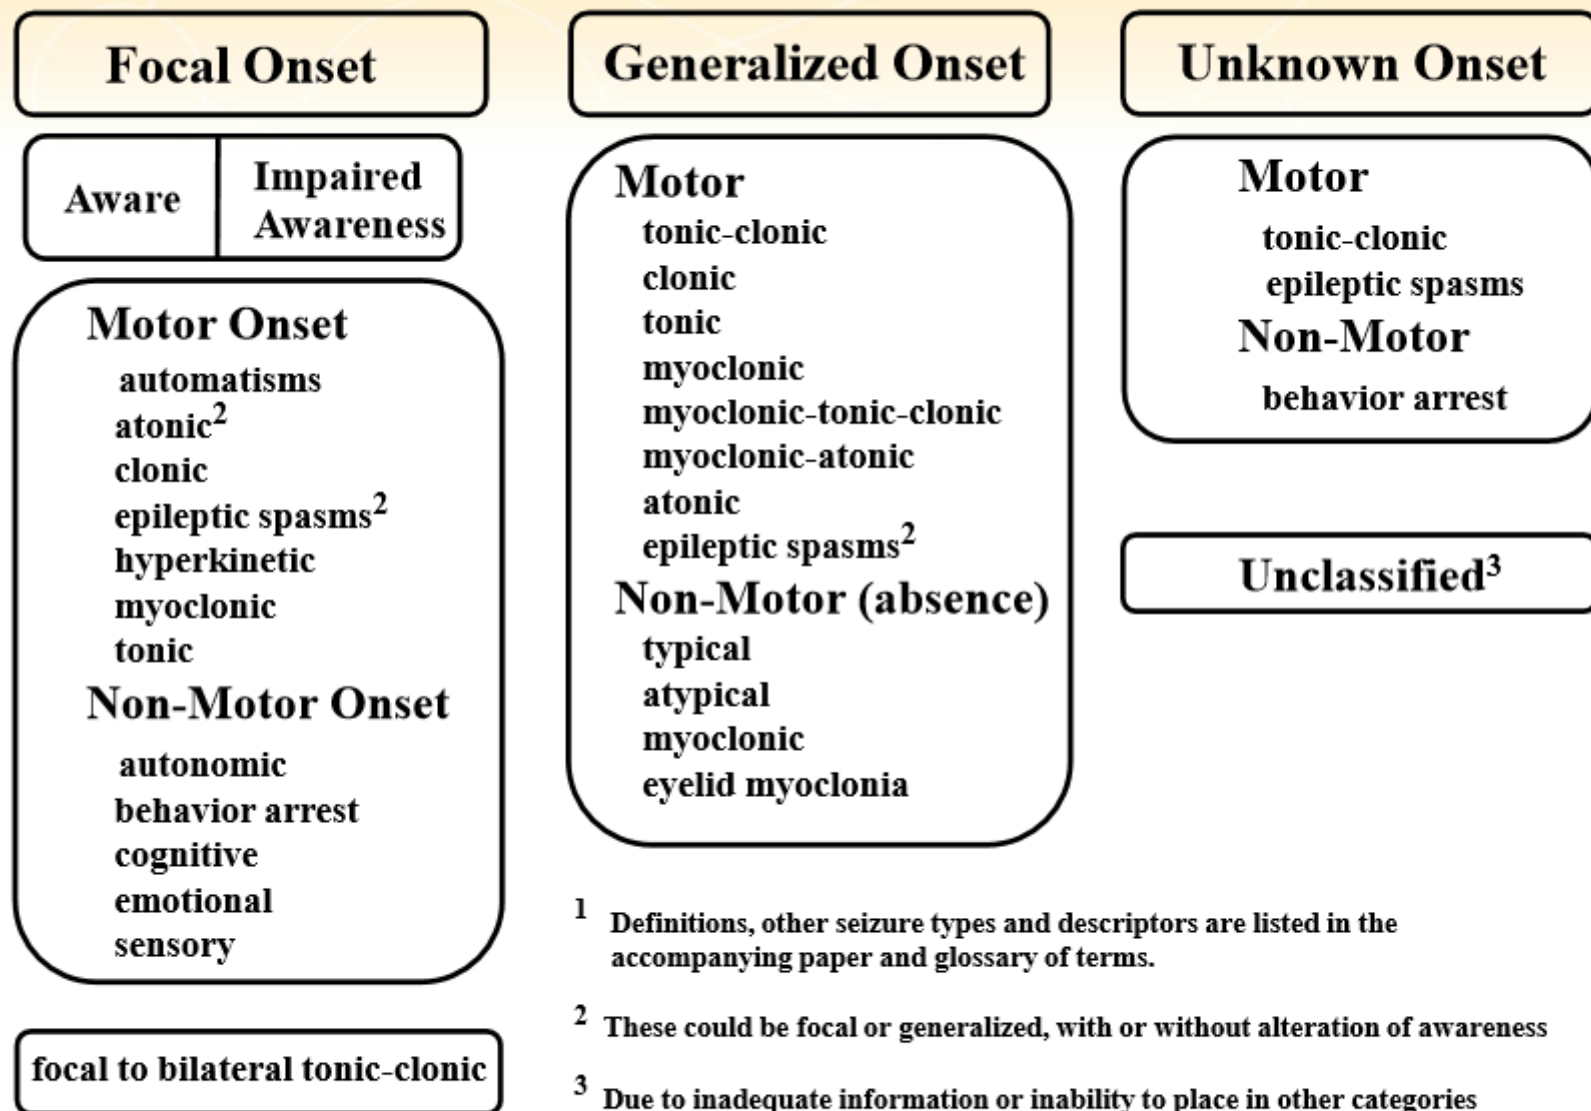 Focal Onset
Aware
Impaired
Awareness
Motor Onset
automatisms
atonic²
clonic
epileptic spasms²
hyperkinetic
myoclonic
tonic
Non-Motor Onset
autonomic
behavior arrest
cognitive
emotional
sensory
focal to bilateral tonic-clonic
Generalized Onset
Motor
tonic-clonic
clonic
tonic
myoclonic
myoclonic-tonic-clonic
myoclonic-atonic
atonic
epileptic spasms²
Non-Motor (absence)
typical
atypical
myoclonic
eyelid myoclonia
Unknown Onset
Motor
tonic-clonic
epileptic spasms
Non-Motor
behavior arrest
Unclassified³
¹ Definitions, other seizure types and descriptors are listed in the
accompanying paper and glossary of terms.
² These could be focal or generalized, with or without alteration of awareness
³ Due to inadequate information or inability to place in other categories